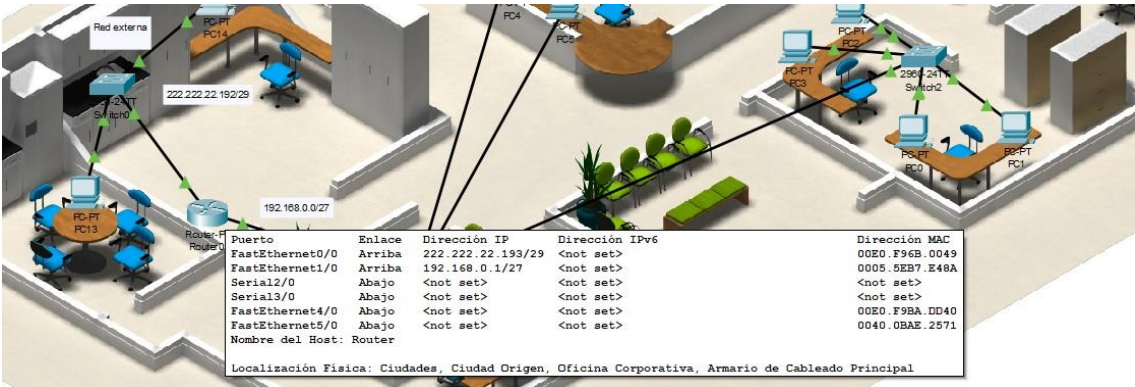 PC-PT
PC14
Red externa
PC4
PC-PT
PC5
PC-PT
PC2
PC-PT
PC3
2960-24TT
Switch2
2960-24TT
Switch0
222.222.22.192/29
PC-PT
PC0
PC-PT
PC1
PC-PT
PC13
192.168.0.0/27
Router-P
Router0
Puerto Enlace Dirección IP Dirección IPv6 Dirección MAC
FastEthernet0/0 Arriba 222.222.22.193/29 <not set> 00E0.F96B.0049
FastEthernet1/0 Arriba 192.168.0.1/27 <not set> 0005.5EB7.E48A
Serial2/0 Abajo <not set> <not set> <not set>
Serial3/0 Abajo <not set> <not set> <not set>
FastEthernet4/0 Abajo <not set> <not set> 00E0.F9BA.DD40
FastEthernet5/0 Abajo <not set> <not set> 0040.0BAE.2571
Nombre del Host: Router
Localización Física: Ciudades, Ciudad Origen, Oficina Corporativa, Armario de Cableado Principal